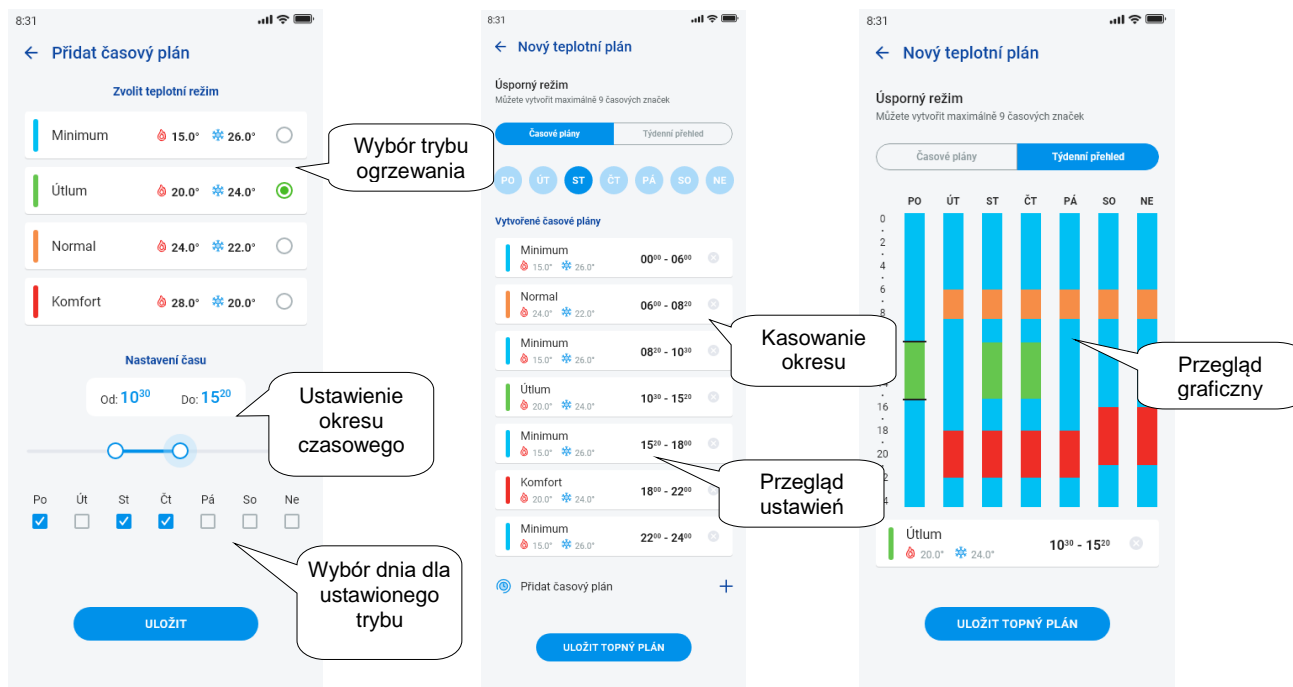 8:31
← Přidat časový plán
Zvolit teplotní režim
Minimum 15.0° 26.0°
Útlum 20.0° 24.0°
Normal 24.0° 22.0°
Komfort 28.0° 20.0°
Nastavení času
Od: 10³⁰ Do: 15²⁰
Po Út St Čt Pá So Ne
ULOŽIT
Wybór trybu
ogrzewania
Ustawienie
okresu
czasowego
Wybór dnia dla
ustawionego
trybu
8:31
← Nový teplotní plán
Úsporný režim
Můžete vytvořit maximálně 9 časových značek
Časové plány Týdenní přehled
PO ÚT ST ČT PÁ SO NE
Vytvořené časové plány
Minimum
15.0° 26.0°
00⁰⁰ - 06⁰⁰
Normal
24.0° 22.0°
06⁰⁰ - 08²⁰
Minimum
15.0° 26.0°
08²⁰ - 10³⁰
Útlum
20.0° 24.0°
10³⁰ - 15²⁰
Minimum
15.0° 26.0°
15²⁰ - 18⁰⁰
Komfort
20.0° 24.0°
18⁰⁰ - 22⁰⁰
Minimum
15.0° 26.0°
22⁰⁰ - 24⁰⁰
Přidat časový plán +
ULOŽIT TOPNÝ PLÁN
Kasowanie
okresu
Przegląd
ustawień
8:31
← Nový teplotní plán
Úsporný režim
Můžete vytvořit maximálně 9 časových značek
Časové plány Týdenní přehled
PO ÚT ST ČT PÁ SO NE
0
2
4
6
8
16
18
20
Útlum
20.0° 24.0°
10³⁰ - 15²⁰
ULOŽIT TOPNÝ PLÁN
Przegląd
graficzny